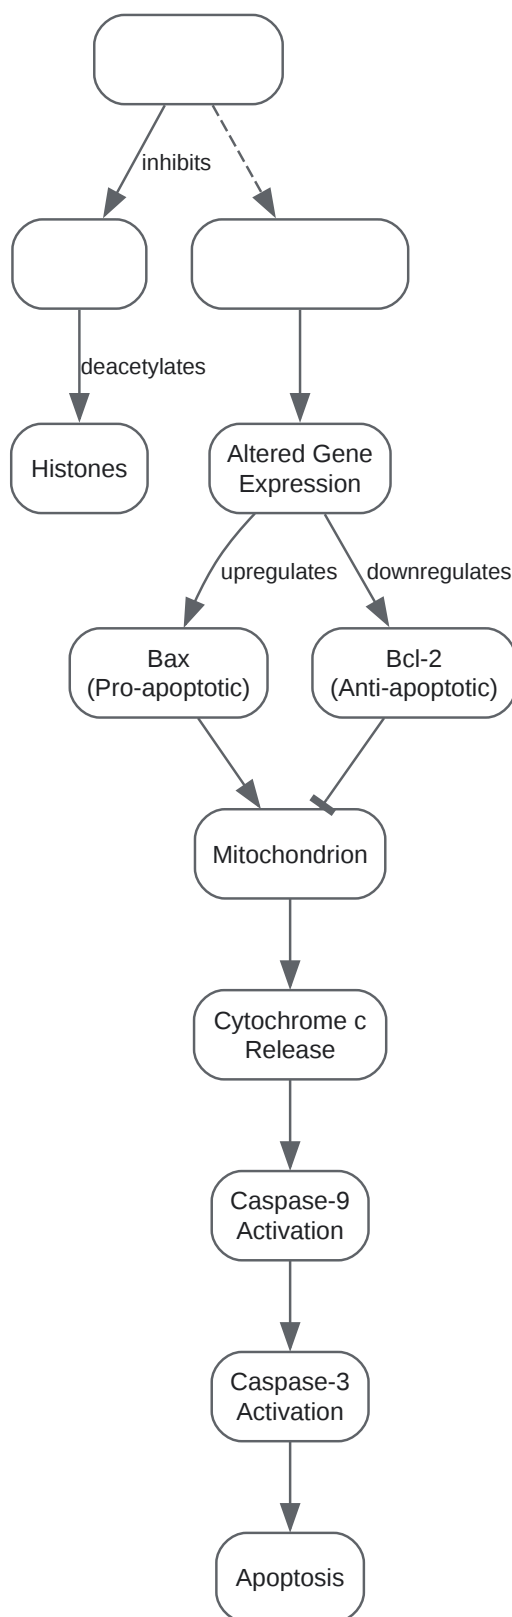 inhibits
deacetylates
Histones
Altered Gene
Expression
upregulates
downregulates
Bax
(Pro-apoptotic)
Bcl-2
(Anti-apoptotic)
Mitochondrion
Cytochrome c
Release
Caspase-9
Activation
Caspase-3
Activation
Apoptosis